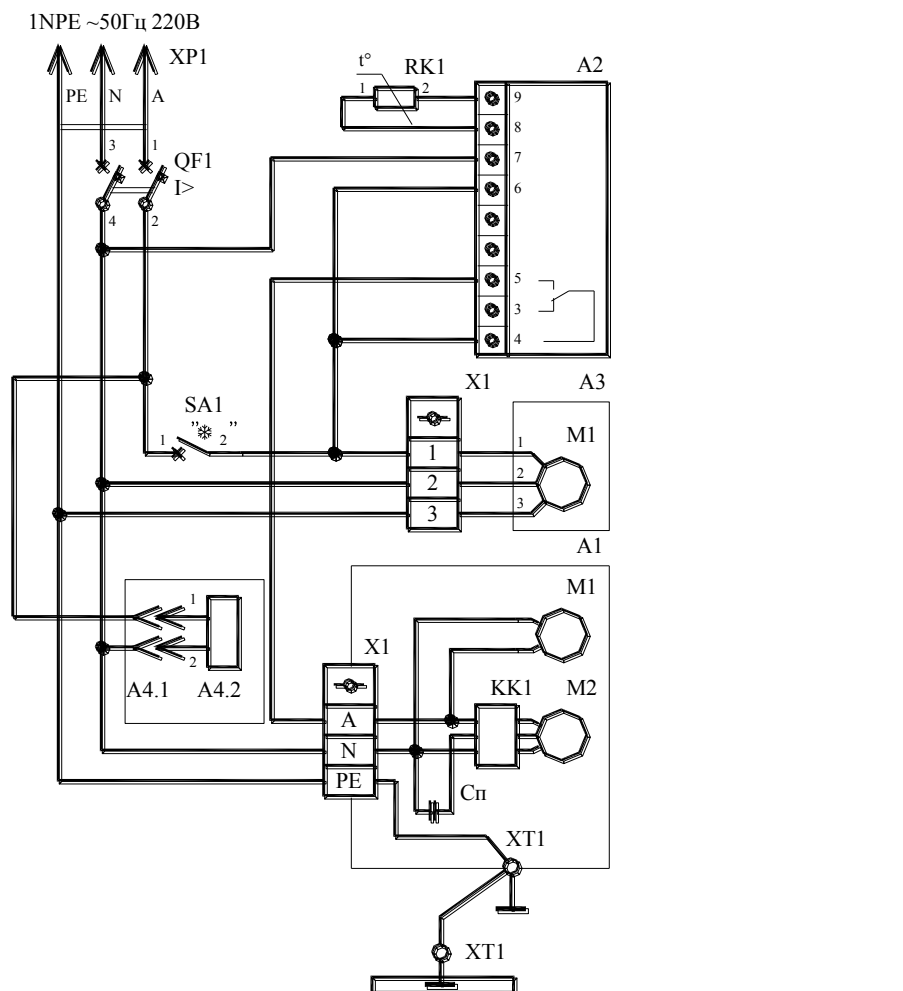 1NPE ~50Гц 220В
XP1
PE
N
A
3
1
QF1
I>
4
2
t°
RK1
1
2
A2
9
8
7
6
5
3
4
SA1
"
"
1
2
X1
1
2
3
A3
M1
1
2
3
A1
M1
1
2
A4.1
A4.2
X1
A
N
PE
KK1
M2
Сп
XT1
XT1